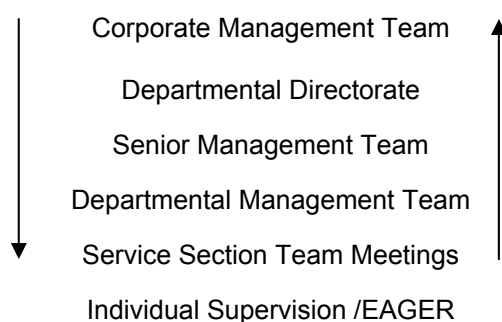 Corporate Management Team
Departmental Directorate
Senior Management Team
Departmental Management Team
Service Section Team Meetings
Individual Supervision /EAGER